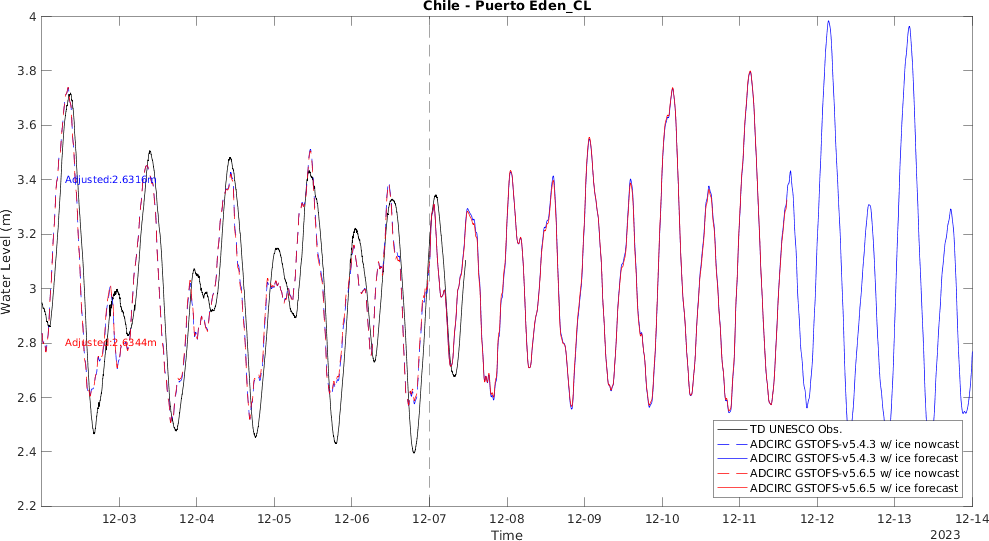 Chile - Puerto Eden_CL
4
3.8
3.6
3.4
3.2
3
2.8
2.6
2.4
2.2
Water Level (m)
Adjusted:2.6316m
Adjusted:2.6344m
TD UNESCO Obs.
ADCIRC GSTOFS-v5.4.3 w/ ice nowcast
ADCIRC GSTOFS-v5.4.3 w/ ice forecast
ADCIRC GSTOFS-v5.6.5 w/ ice nowcast
ADCIRC GSTOFS-v5.6.5 w/ ice forecast
12-03 12-04 12-05 12-06 12-07 12-08 12-09 12-10 12-11 12-12 12-13 12-14
Time
2023